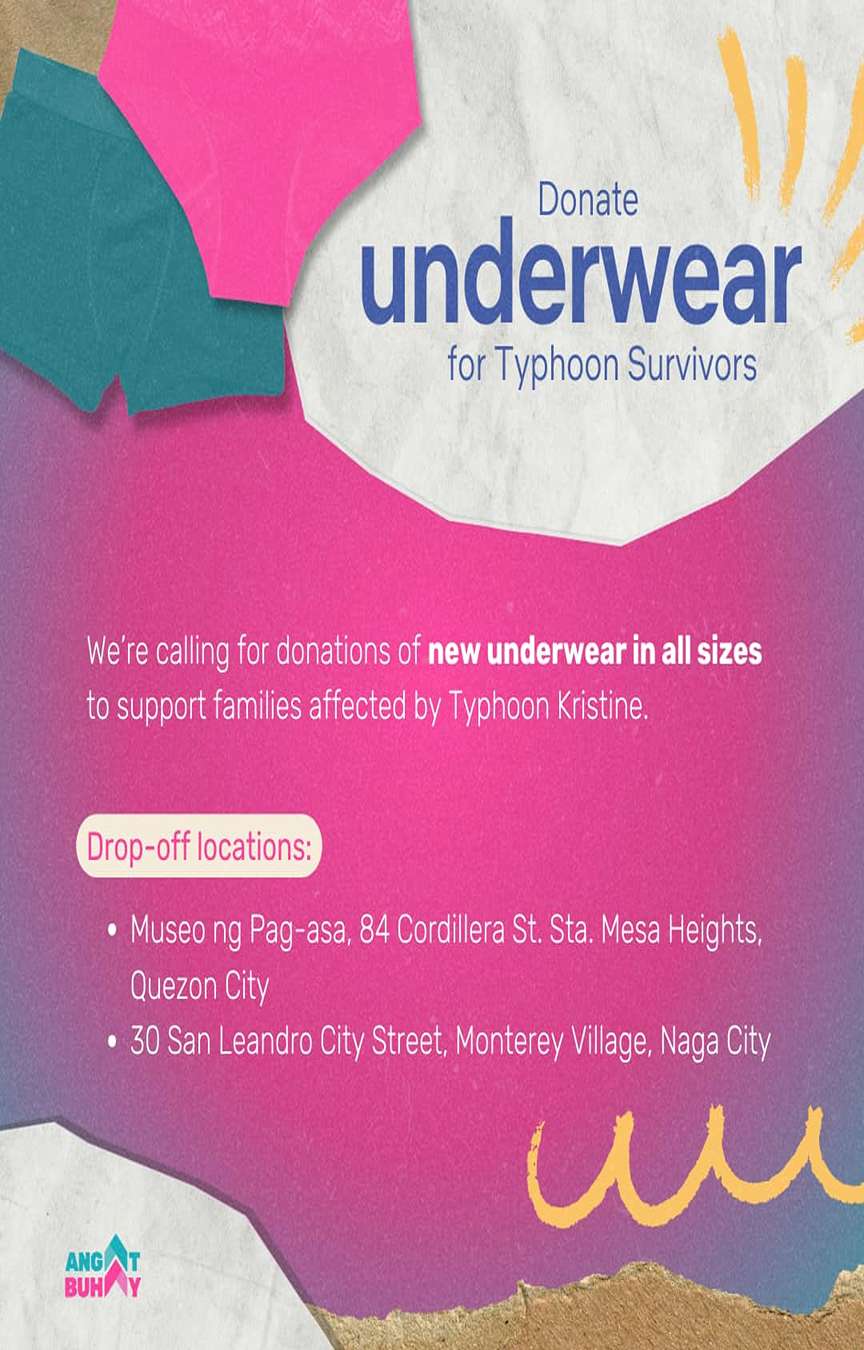 Donate
underwear
for Typhoon Survivors
We're calling for donations of new underwear in all sizes
to support families affected by Typhoon Kristine.
Drop-off locations:
• Museo ng Pag-asa, 84 Cordillera St. Sta. Mesa Heights,
Quezon City
• 30 San Leandro City Street, Monterey Village, Naga City
ANGAT
BUHAY